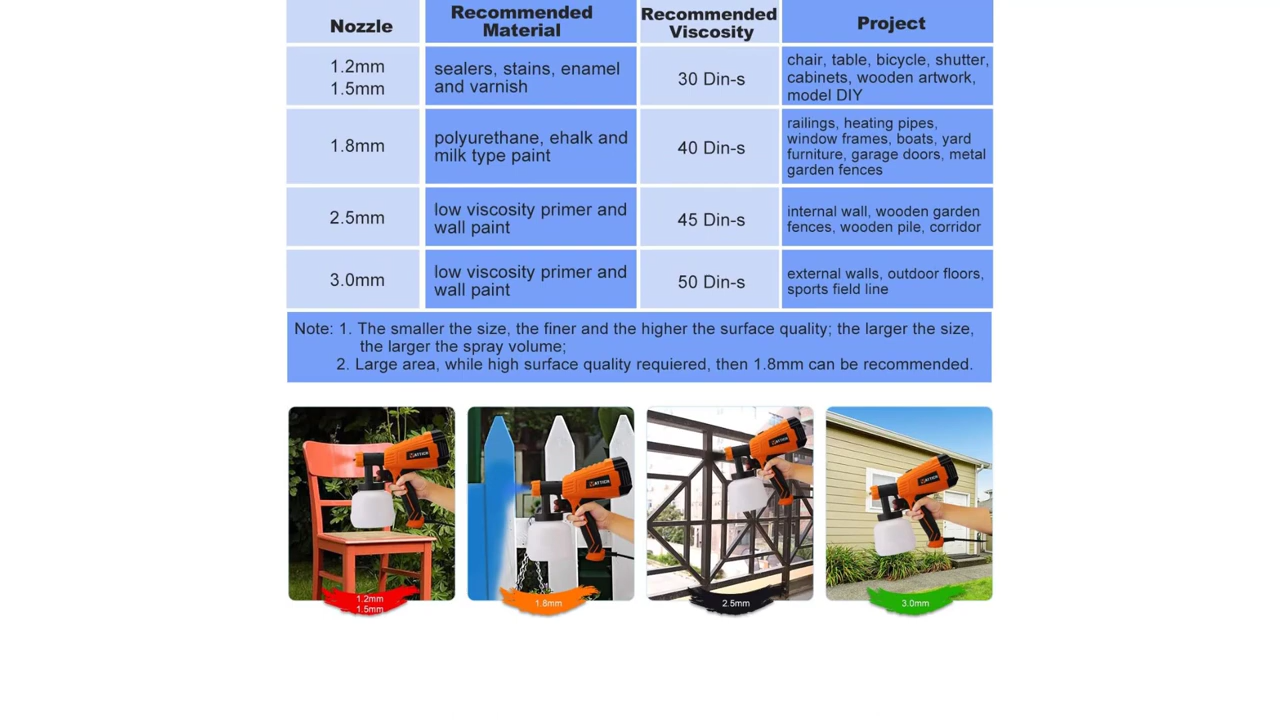 Nozzle
Recommended
Material
Recommended
Viscosity
Project
1.2mm
1.5mm
sealers, stains, enamel
and varnish
30 Din-s
chair, table, bicycle, shutter,
cabinets, wooden artwork,
model DIY
1.8mm
polyurethane, ehalk and
milk type paint
40 Din-s
railings, heating pipes,
window frames, boats, yard
furniture, garage doors, metal
garden fences
2.5mm
low viscosity primer and
wall paint
45 Din-s
internal wall, wooden garden
fences, wooden pile, corridor
3.0mm
low viscosity primer and
wall paint
50 Din-s
external walls, outdoor floors,
sports field line
Note: 1. The smaller the size, the finer and the higher the surface quality; the larger the size,
the larger the spray volume;
2. Large area, while high surface quality requiered, then 1.8mm can be recommended.
1.2mm
1.5mm
1.8mm
2.5mm
3.0mm